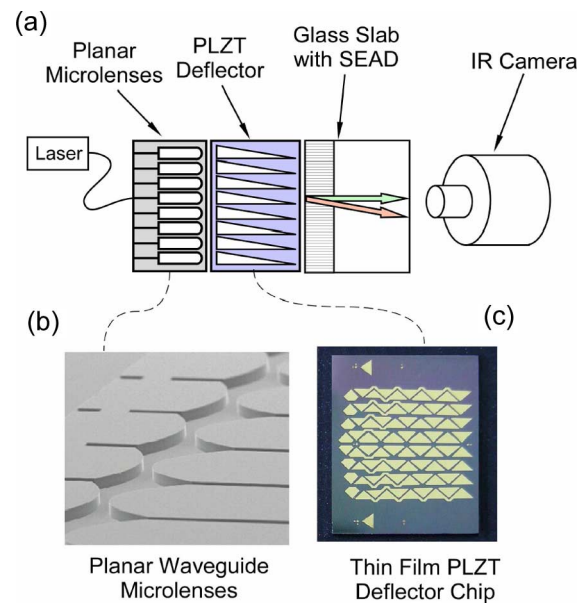 (a)
Planar
Microlenses
PLZT
Deflector
Glass Slab
with SEAD
IR Camera
Laser
(b)
(c)
Planar Waveguide
Microlenses
Thin Film PLZT
Deflector Chip